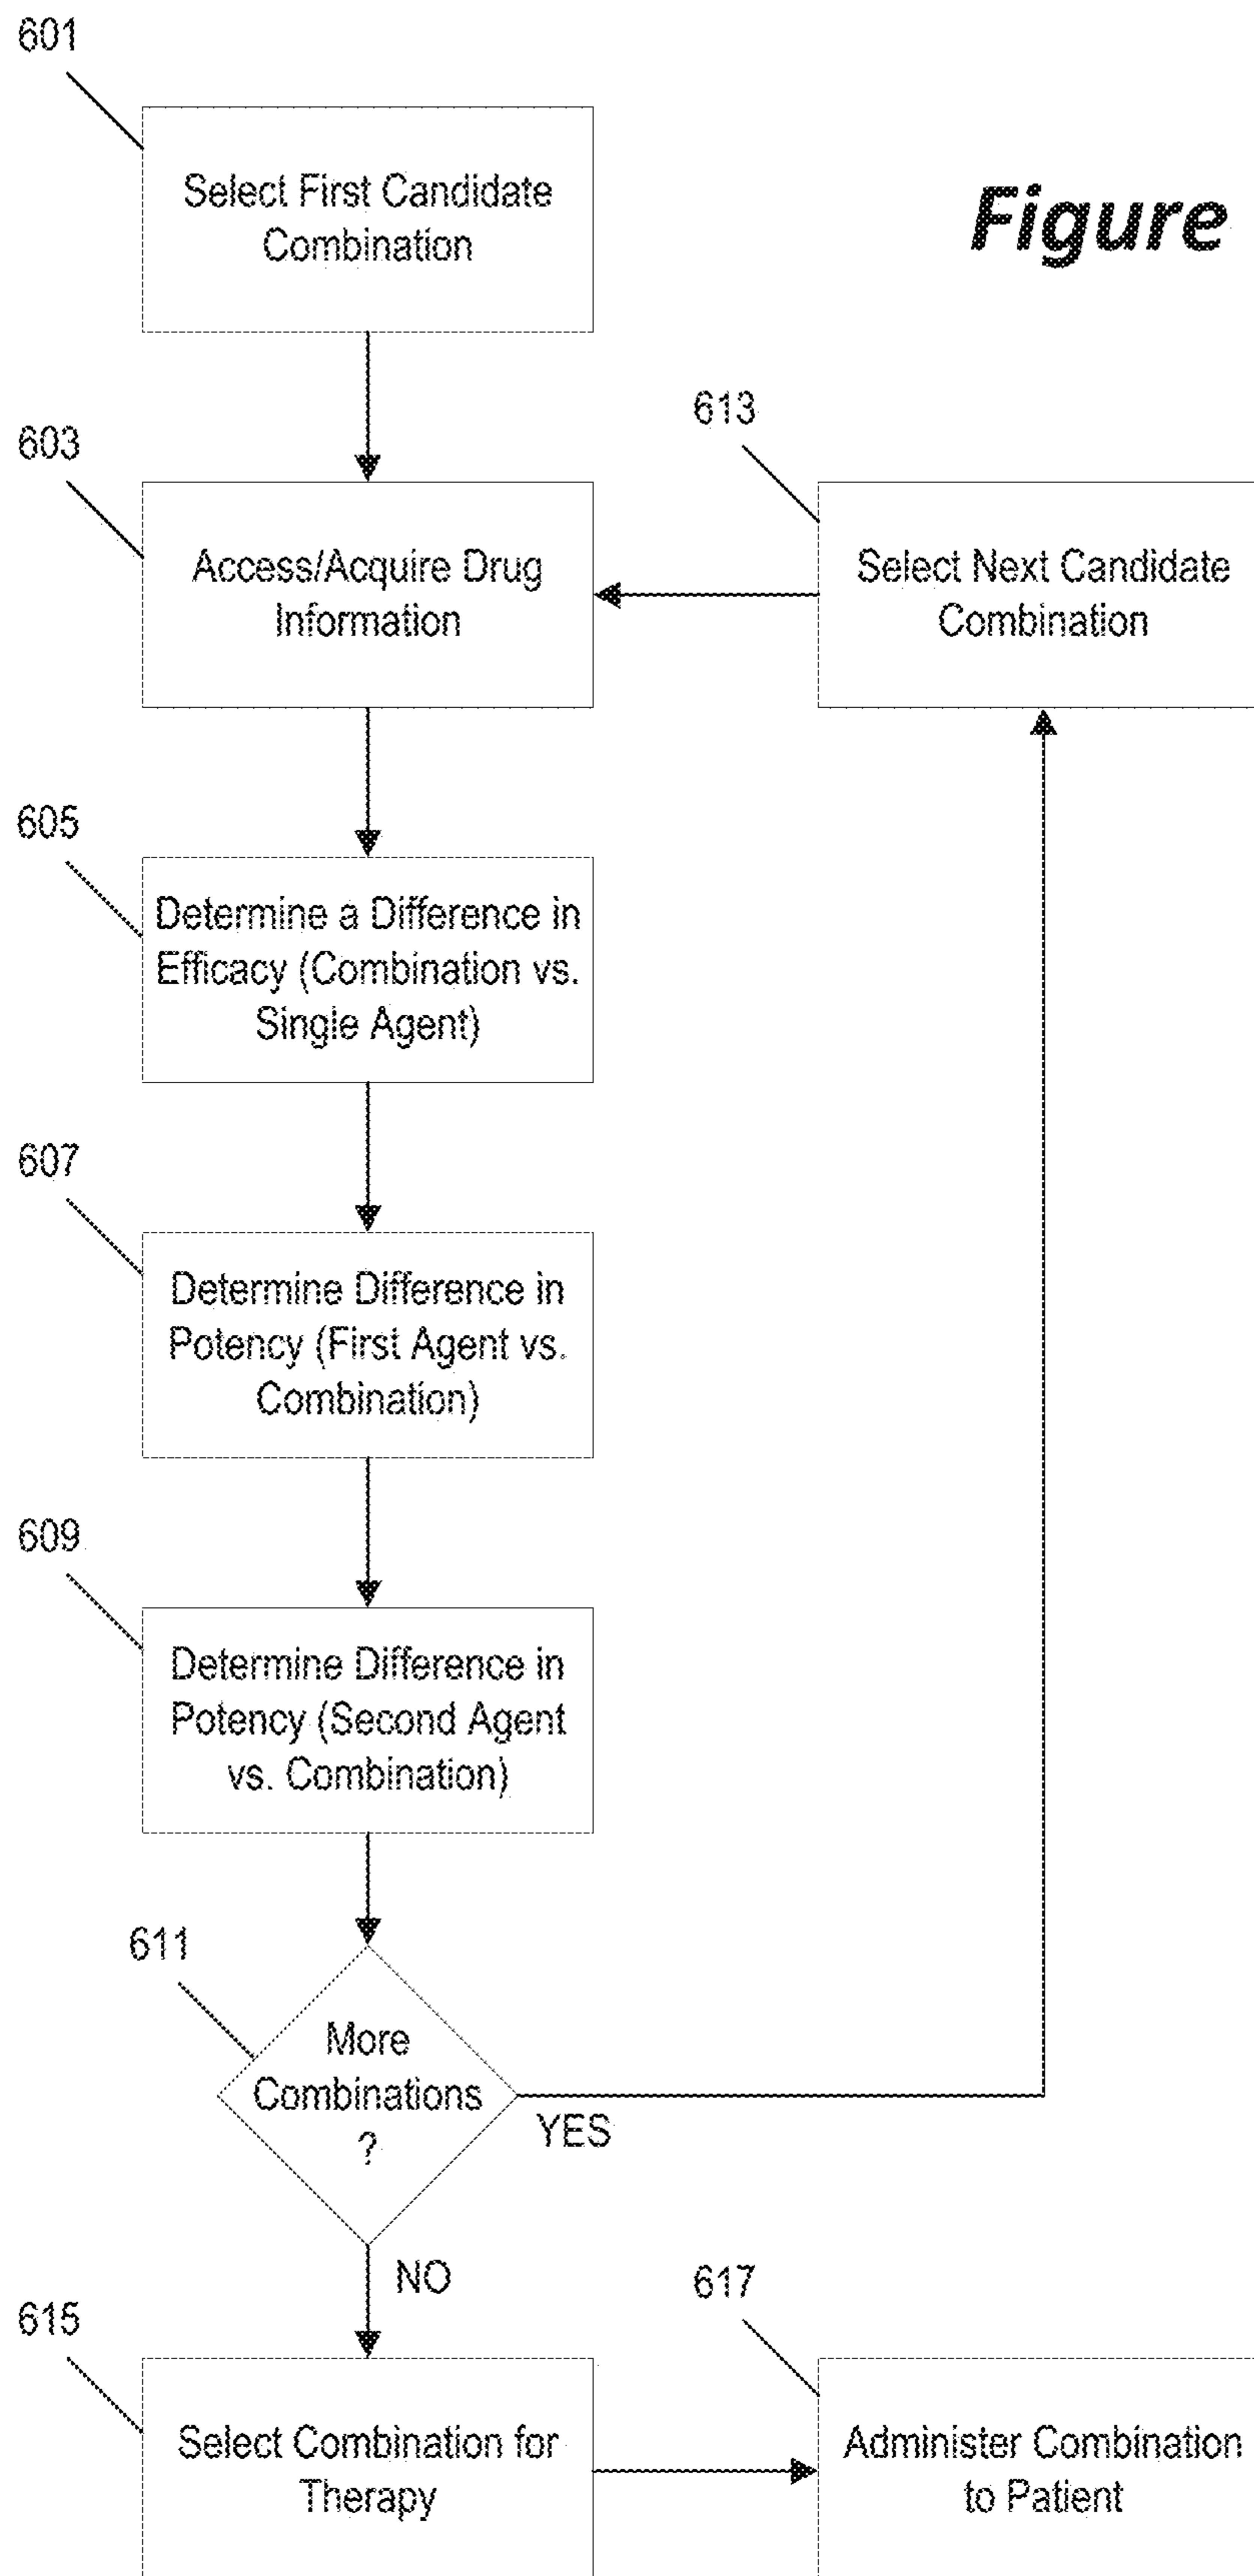 601
Select First Candidate
Combination
Figure
603
Access/Acquire Drug
Information
613
Select Next Candidate
Combination
605
Determine a Difference in
Efficacy (Combination vs.
Single Agent)
607
Determine Difference in
Potency (First Agent vs.
Combination)
609
Determine Difference in
Potency (Second Agent
vs. Combination)
611
More
Combinations
?
YES
NO
615
Select Combination for
Therapy
617
Administer Combination
to Patient